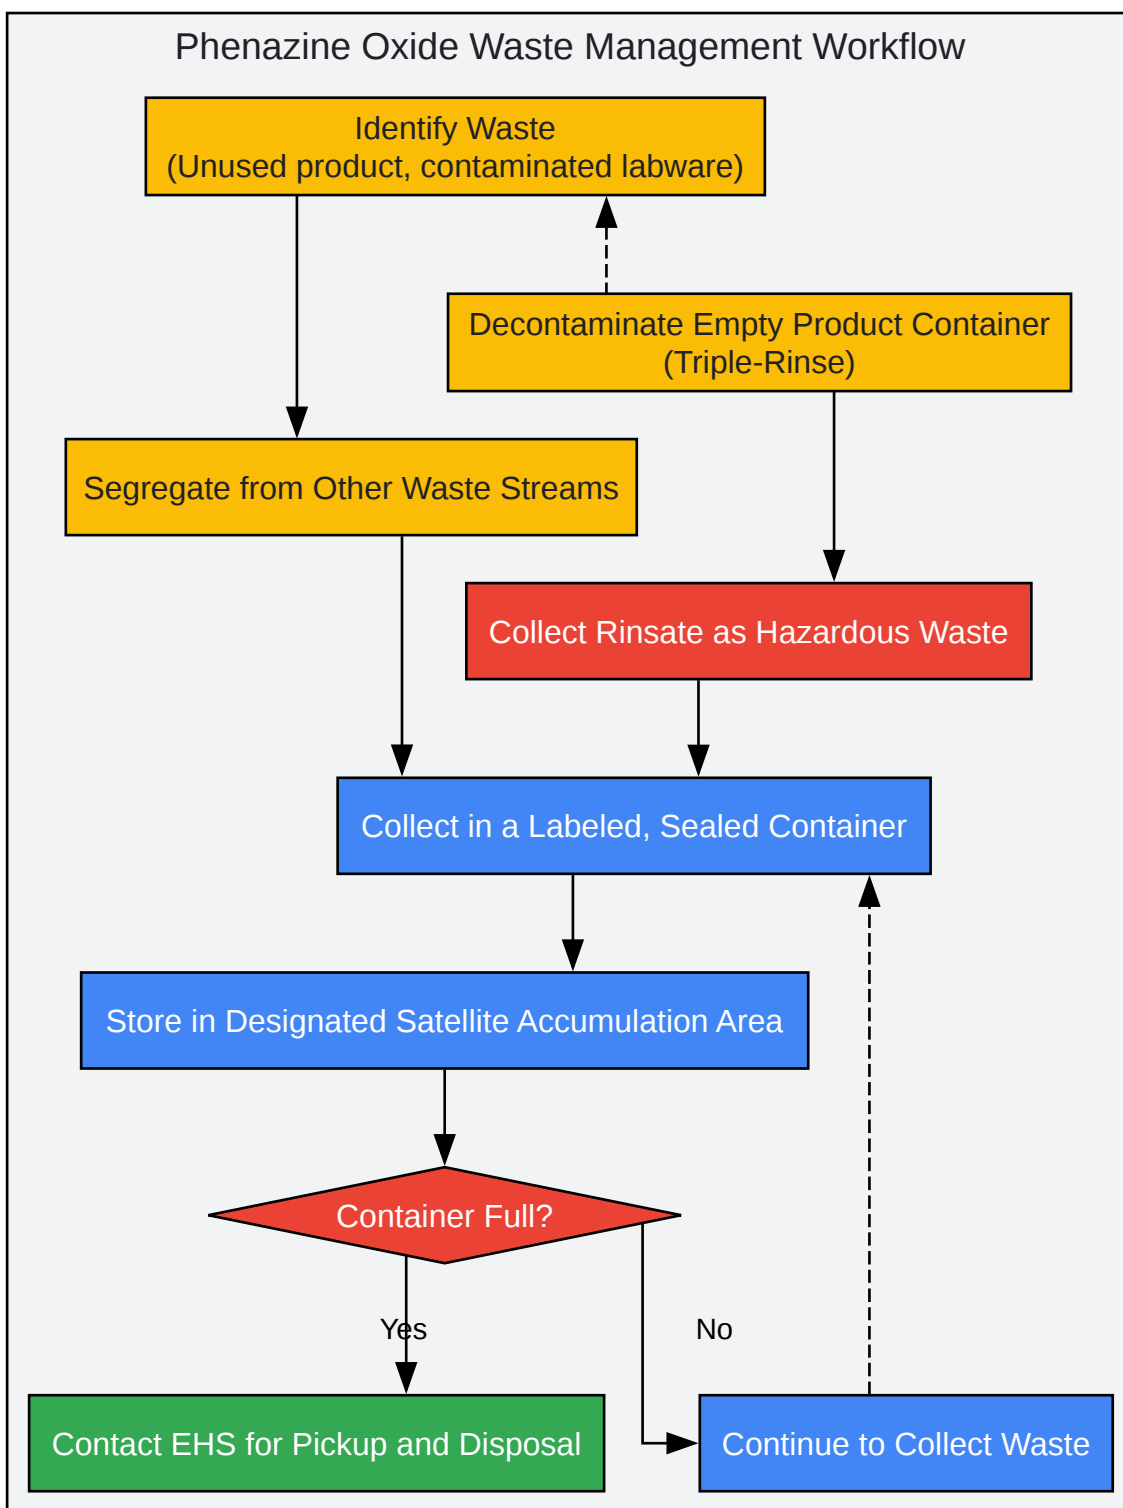 Phenazine Oxide Waste Management Workflow
Identify Waste
(Unused product, contaminated labware)
Decontaminate Empty Product Container
(Triple-Rinse)
Segregate from Other Waste Streams
Collect Rinsate as Hazardous Waste
Collect in a Labeled, Sealed Container
Store in Designated Satellite Accumulation Area
Container Full?
Yes
No
Contact EHS for Pickup and Disposal
Continue to Collect Waste